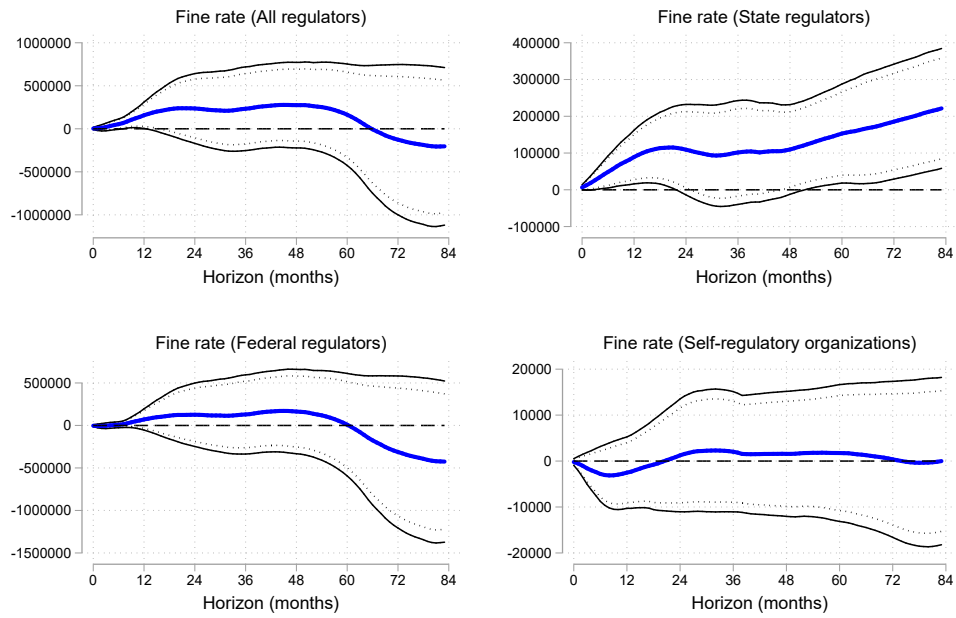 Fine rate (All regulators)
1000000
500000
0
-500000
-1000000
0 12 24 36 48 60 72 84
Horizon (months)
Fine rate (State regulators)
400000
300000
200000
100000
0
-100000
0 12 24 36 48 60 72 84
Horizon (months)
Fine rate (Federal regulators)
500000
0
-500000
-1000000
-1500000
0 12 24 36 48 60 72 84
Horizon (months)
Fine rate (Self-regulatory organizations)
20000
10000
0
-10000
-20000
0 12 24 36 48 60 72 84
Horizon (months)